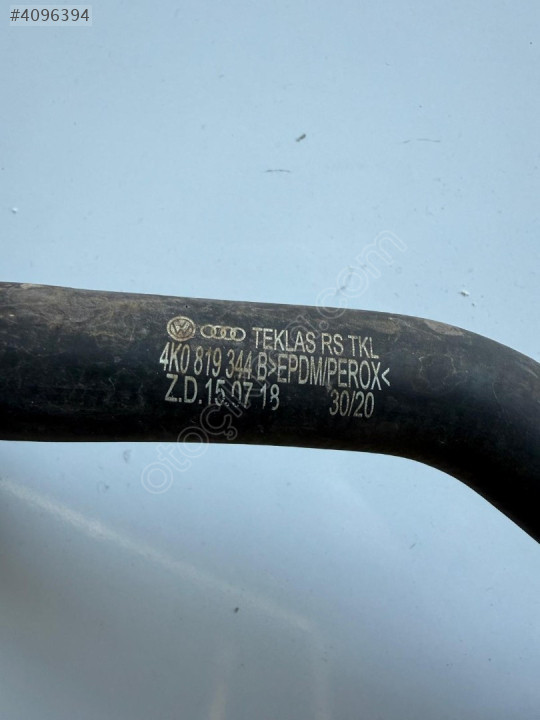 #4096394
TEKLAS RS TKL
4K0 819 344 B>EPDM/PEROX<
Z.D.15.07.18 30/20